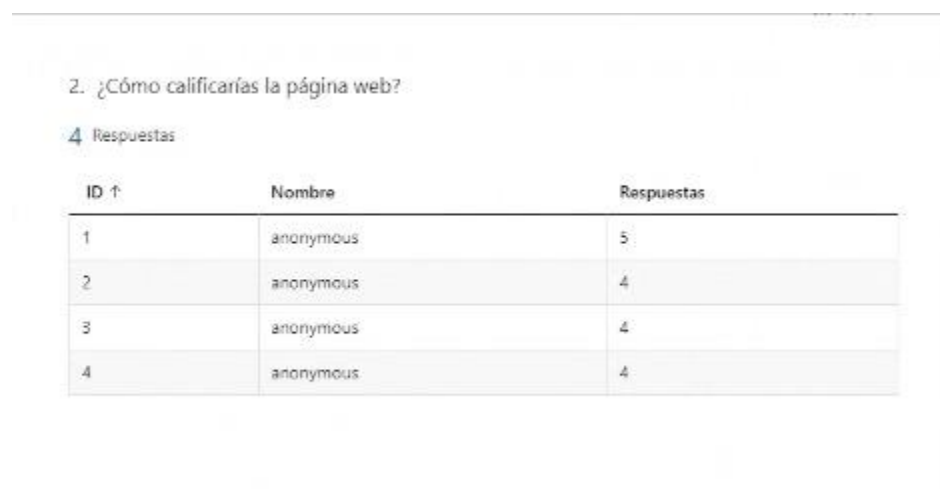 2. ¿Cómo calificarías la página web?
4 Respuestas
ID ↑ Nombre Respuestas
1 anonymous 5
2 anonymous 4
3 anonymous 4
4 anonymous 4